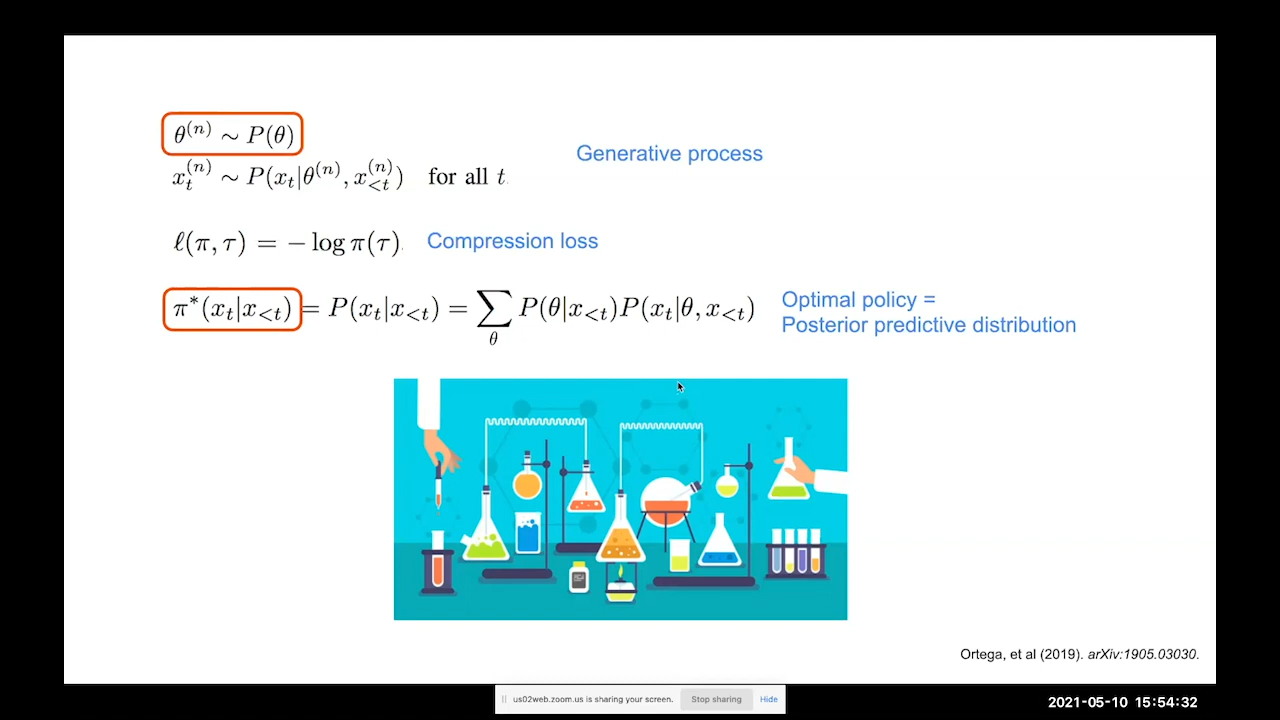 θ^(n) ∼ P(θ)
x_t^(n) ∼ P(x_t|θ^(n), x_{<t}^(n)) for all t.
Generative process
ℓ(π, τ) = − log π(τ).
Compression loss
π*(x_t|x_{<t}) = P(x_t|x_{<t}) = ∑_θ P(θ|x_{<t})P(x_t|θ, x_{<t})
Optimal policy =
Posterior predictive distribution
Ortega, et al (2019). arXiv:1905.03030.
us02web.zoom.us is sharing your screen. Stop sharing Hide
2021-05-10 15:54:32